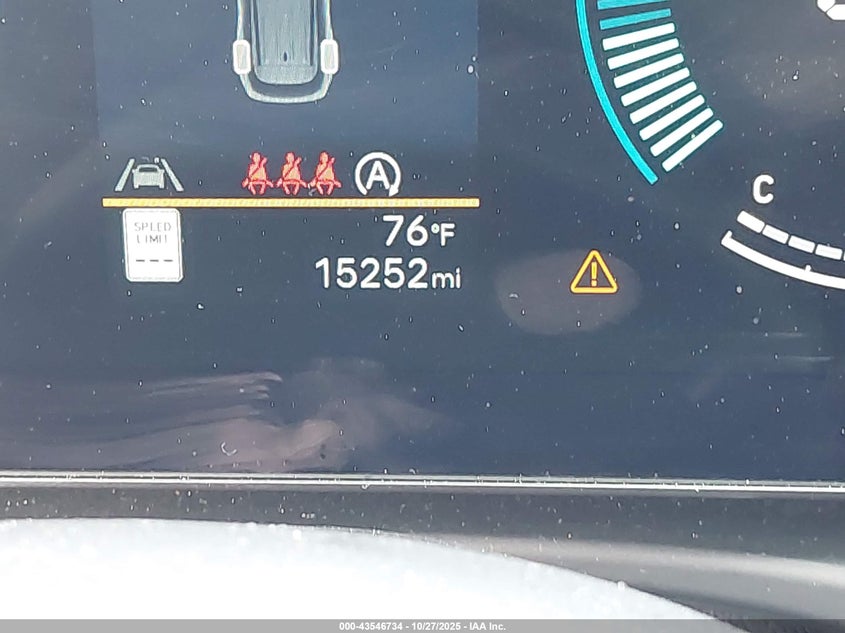 C
A
SPEED
LIMIT
---
76°F
15252mi
000-43546734 - 10/27/2025 - IAA Inc.